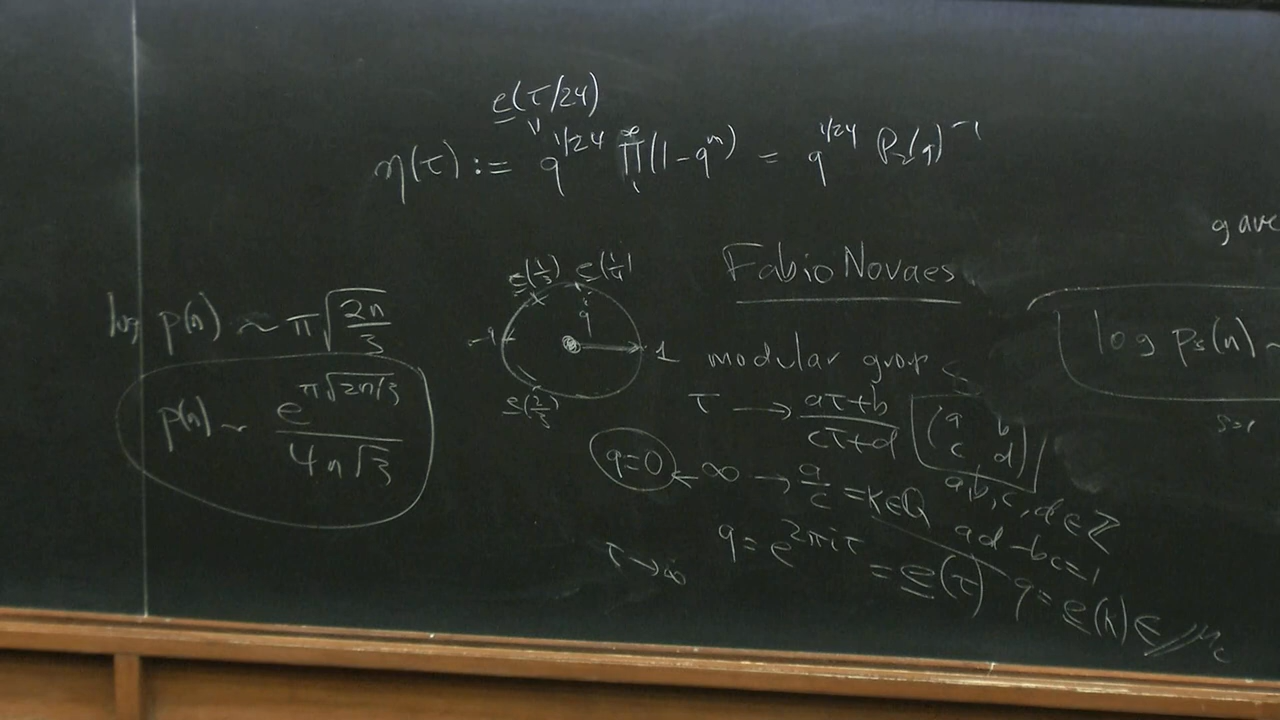 e(τ/24)
η(τ) := q^{1/24} ∏_{1}^{∞}(1-q^n) = q^{1/24} P_2(q)^{-1}
gave
Fabio Novaes
e(1/3) e(1/4)
-1 q 1
e(2/3)
log p(n) ~ π√(2n/3)
p(n) ~ e^{π√(2n/3)} / 4n√3
log p_s(n) ~
s=1
modular group
τ → (aτ+b)/(cτ+d) (a b c d)
a,b,c,d ∈ ℤ
ad-bc=1
q=0 ← ∞ → a/c = κ∈ℚ
τ→∞
q = e^{2πiτ}
= e(τ) q = e(κ) ∈ μ_c